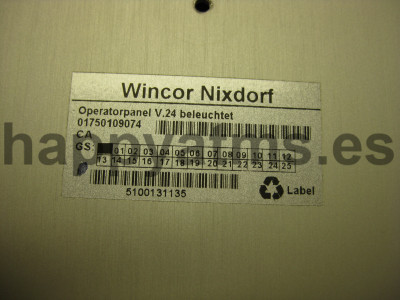 Wincor Nixdorf
Operatorpanel V.24 beleuchtet
01750109074
CA
GS: 01 02 03 04 05 06 07 08 09 10 11 12
13 14 15 16 17 18 19 20 21 22 23 24 25
5100131135
Label
happyatms.es